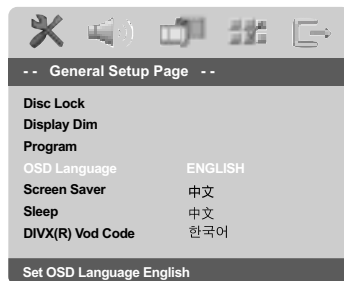 - -  General Setup Page  - -
Disc Lock
Display Dim
Program
OSD Language ENGLISH
Screen Saver 中文
Sleep 中文
DIVX(R) Vod Code 한국어
Set OSD Language English